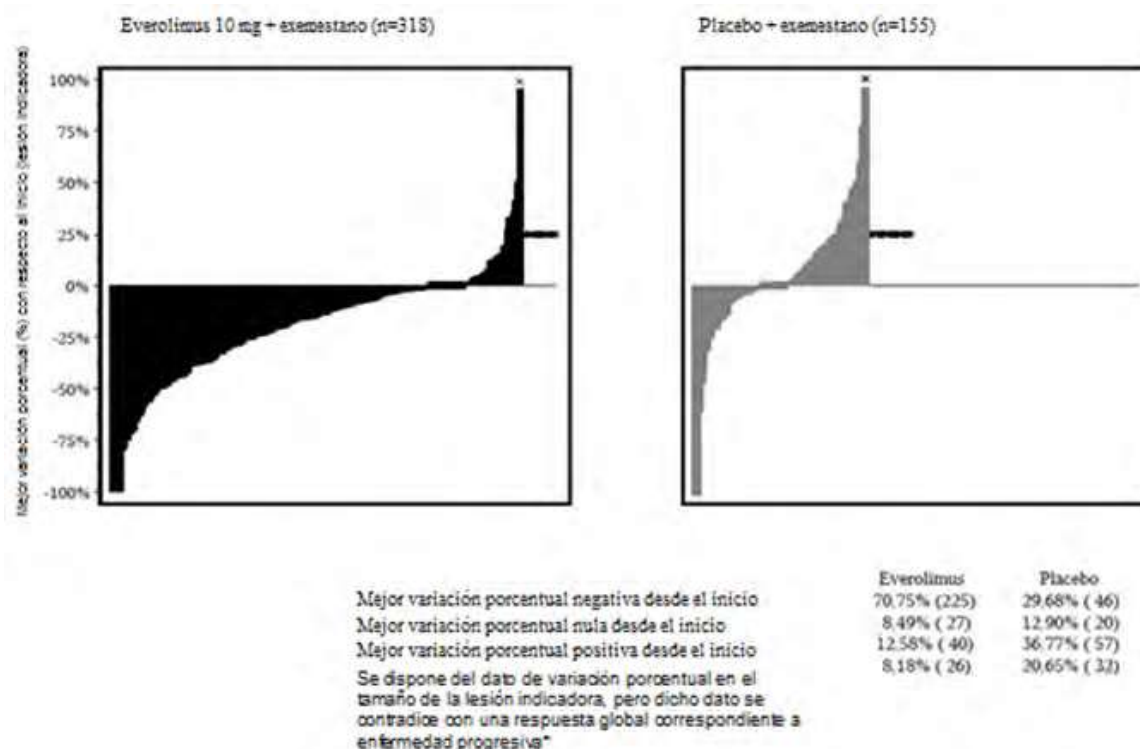 Everolimus 10 mg + exemestano (n=318)
Placebo + exemestano (n=155)
Mejor variación porcentual (%) con respecto al inicio (lesión indicadora)
100%
75%
50%
25%
0%
-25%
-50%
-75%
-100%
×
×
Everolimus Placebo
Mejor variación porcentual negativa desde el inicio 70,75% (225) 29,68% ( 46)
Mejor variación porcentual nula desde el inicio 8,49% ( 27) 12,90% ( 20)
Mejor variación porcentual positiva desde el inicio 12,58% ( 40) 36,77% ( 57)
8,18% ( 26) 20,65% ( 32)
Se dispone del dato de variación porcentual en el
tamaño de la lesión indicadora, pero dicho dato se
contradice con una respuesta global correspondiente a
enfermedad progresiva*